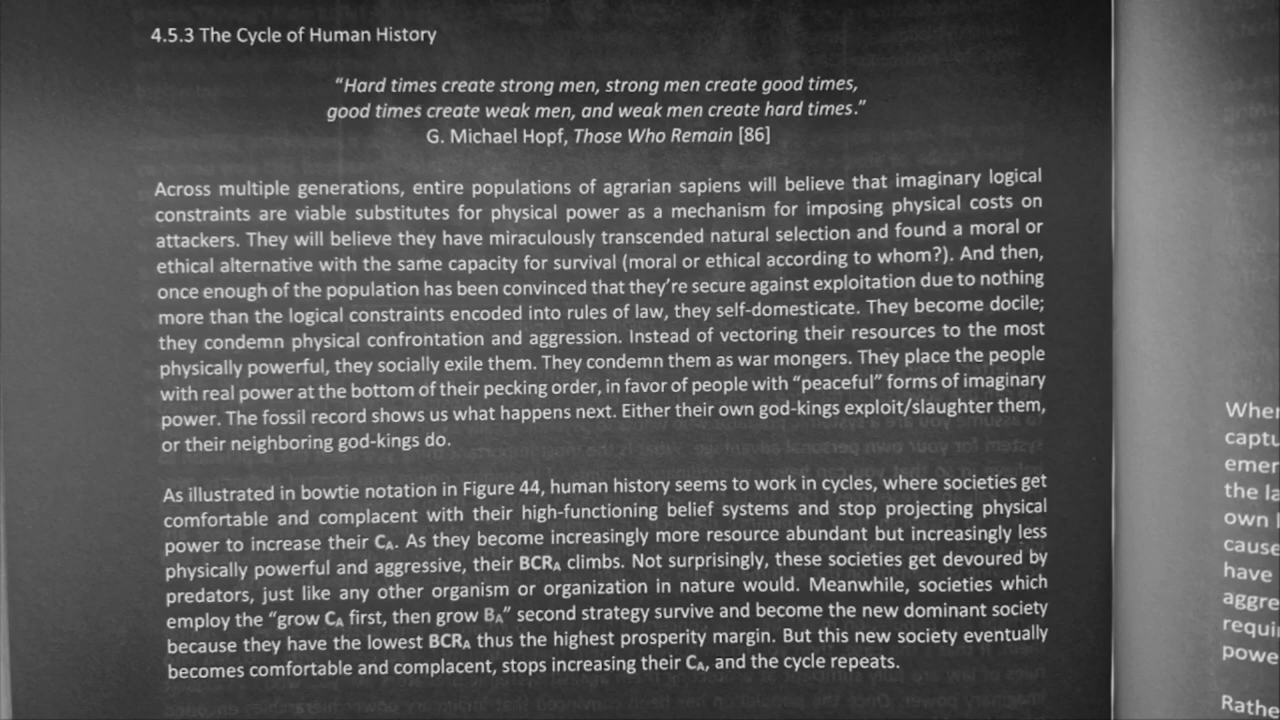 4.5.3 The Cycle of Human History
“Hard times create strong men, strong men create good times,
good times create weak men, and weak men create hard times.”
G. Michael Hopf, Those Who Remain [86]
Across multiple generations, entire populations of agrarian sapiens will believe that imaginary logical
constraints are viable substitutes for physical power as a mechanism for imposing physical costs on
attackers. They will believe they have miraculously transcended natural selection and found a moral or
ethical alternative with the same capacity for survival (moral or ethical according to whom?). And then,
once enough of the population has been convinced that they’re secure against exploitation due to nothing
more than the logical constraints encoded into rules of law, they self-domesticate. They become docile;
they condemn physical confrontation and aggression. Instead of vectoring their resources to the most
physically powerful, they socially exile them. They condemn them as war mongers. They place the people
with real power at the bottom of their pecking order, in favor of people with “peaceful” forms of imaginary
power. The fossil record shows us what happens next. Either their own god-kings exploit/slaughter them,
or their neighboring god-kings do.
As illustrated in bowtie notation in Figure 44, human history seems to work in cycles, where societies get
comfortable and complacent with their high-functioning belief systems and stop projecting physical
power to increase their CA. As they become increasingly more resource abundant but increasingly less
physically powerful and aggressive, their BCRA climbs. Not surprisingly, these societies get devoured by
predators, just like any other organism or organization in nature would. Meanwhile, societies which
employ the “grow CA first, then grow BA” second strategy survive and become the new dominant society
because they have the lowest BCRA thus the highest prosperity margin. But this new society eventually
becomes comfortable and complacent, stops increasing their CA, and the cycle repeats.
Wher
captu
emer
the la
own
cause
have
aggre
requi
powe
Rathe